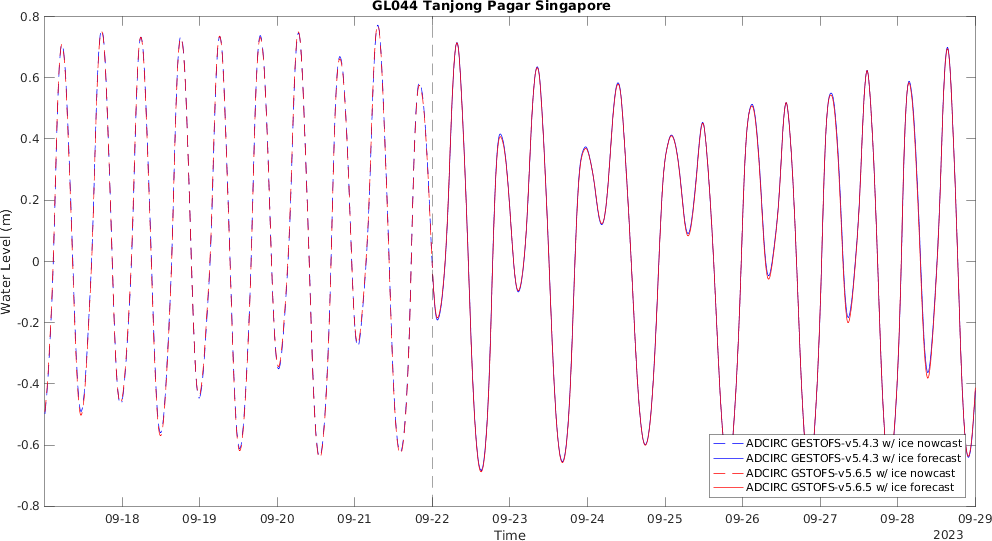 GL044 Tanjong Pagar Singapore
0.8
0.6
0.4
0.2
0
-0.2
-0.4
-0.6
-0.8
Water Level (m)
ADCIRC GESTOFS-v5.4.3 w/ ice nowcast
ADCIRC GESTOFS-v5.4.3 w/ ice forecast
ADCIRC GSTOFS-v5.6.5 w/ ice nowcast
ADCIRC GSTOFS-v5.6.5 w/ ice forecast
09-18 09-19 09-20 09-21 09-22 09-23 09-24 09-25 09-26 09-27 09-28 09-29
Time
2023